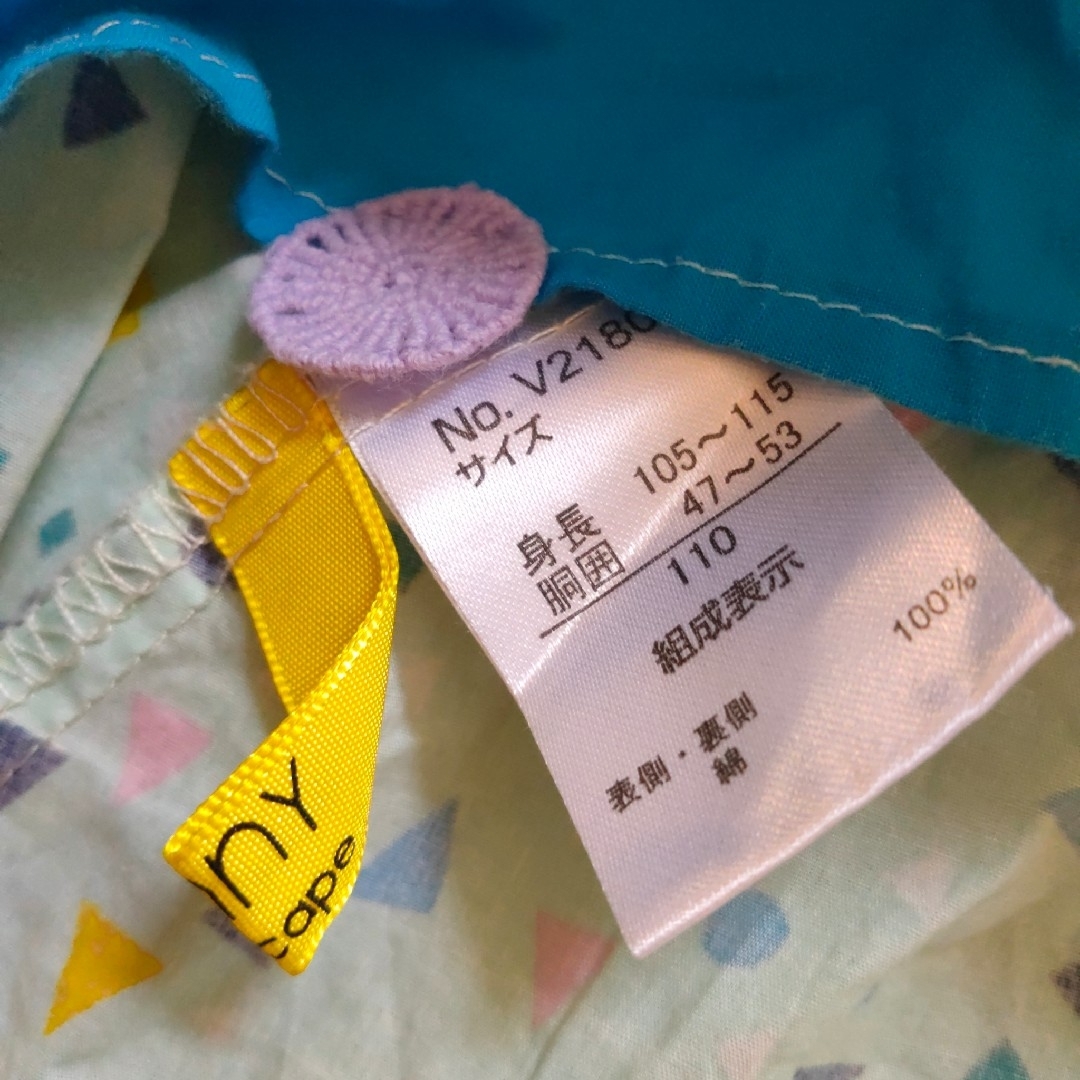 No. V218
サイズ
身長 105～115
胴囲 47～53
110
組成表示
表側・裏側
綿 100%
ny
cape